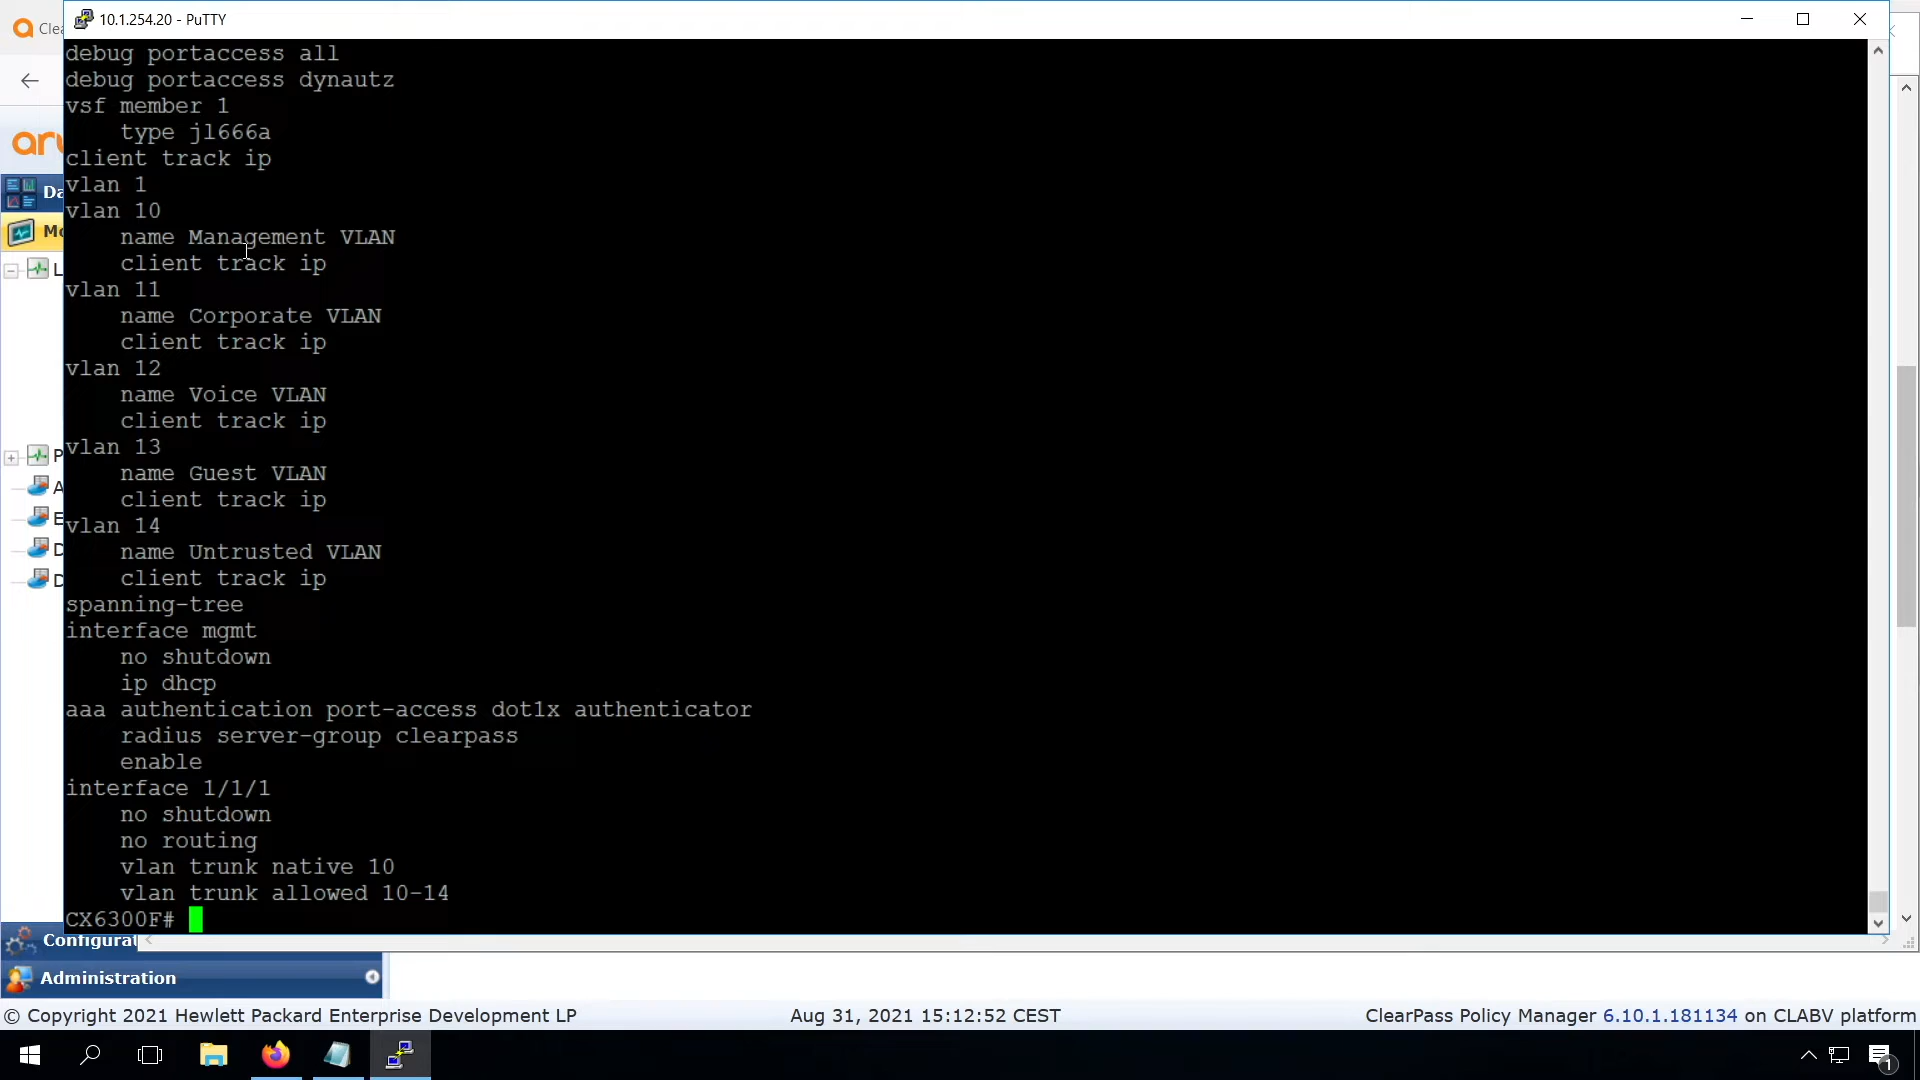 10.1.254.20 - PuTTY
Cle
debug portaccess all
debug portaccess dynautz
vsf member 1
type jl666a
client track ip
vlan 1
vlan 10
name Management VLAN
client track ip
vlan 11
name Corporate VLAN
client track ip
vlan 12
name Voice VLAN
client track ip
vlan 13
name Guest VLAN
client track ip
vlan 14
name Untrusted VLAN
client track ip
spanning-tree
interface mgmt
no shutdown
ip dhcp
aaa authentication port-access dot1x authenticator
radius server-group clearpass
enable
interface 1/1/1
no shutdown
no routing
vlan trunk native 10
vlan trunk allowed 10-14
CX6300F#
aru
Da
Mo
L
P
A
E
D
D
Configurat
Administration
© Copyright 2021 Hewlett Packard Enterprise Development LP
Aug 31, 2021 15:12:52 CEST
ClearPass Policy Manager 6.10.1.181134 on CLABV platform
1